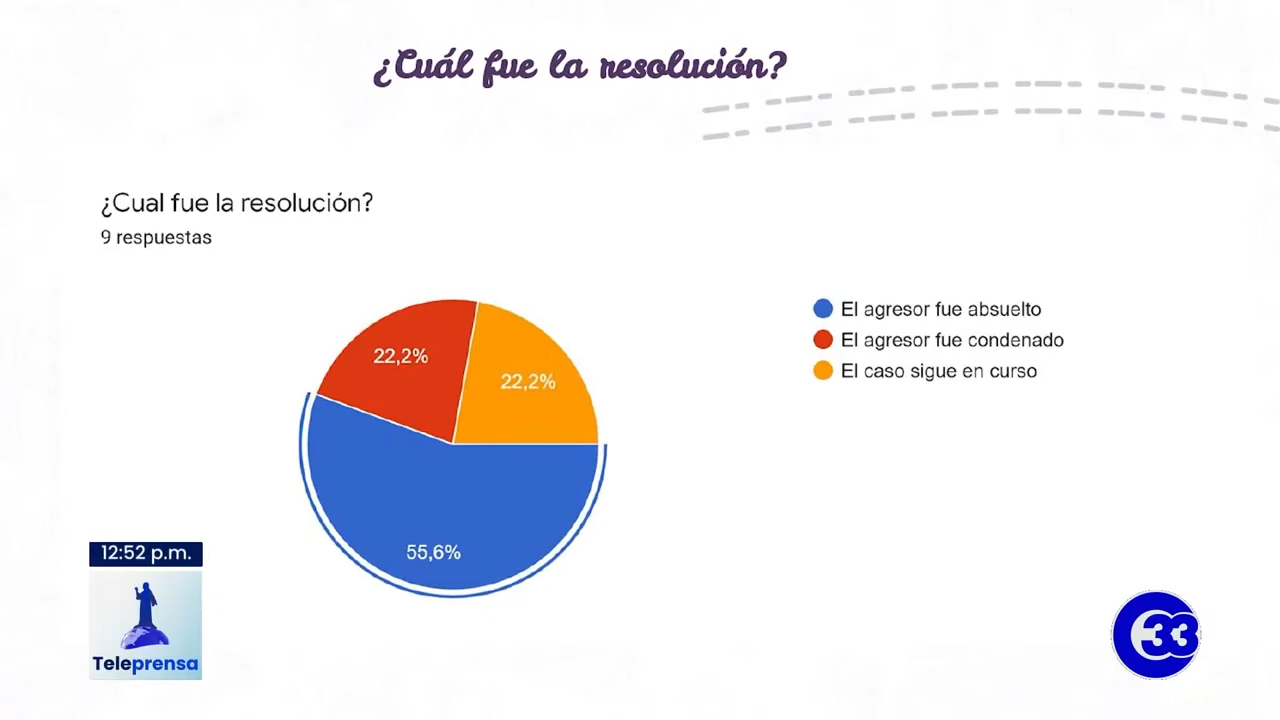 ¿Cuál fue la resolución?
¿Cual fue la resolución?
9 respuestas
El agresor fue absuelto
El agresor fue condenado
El caso sigue en curso
22,2%
22,2%
55,6%
12:52 p.m.
Teleprensa
33